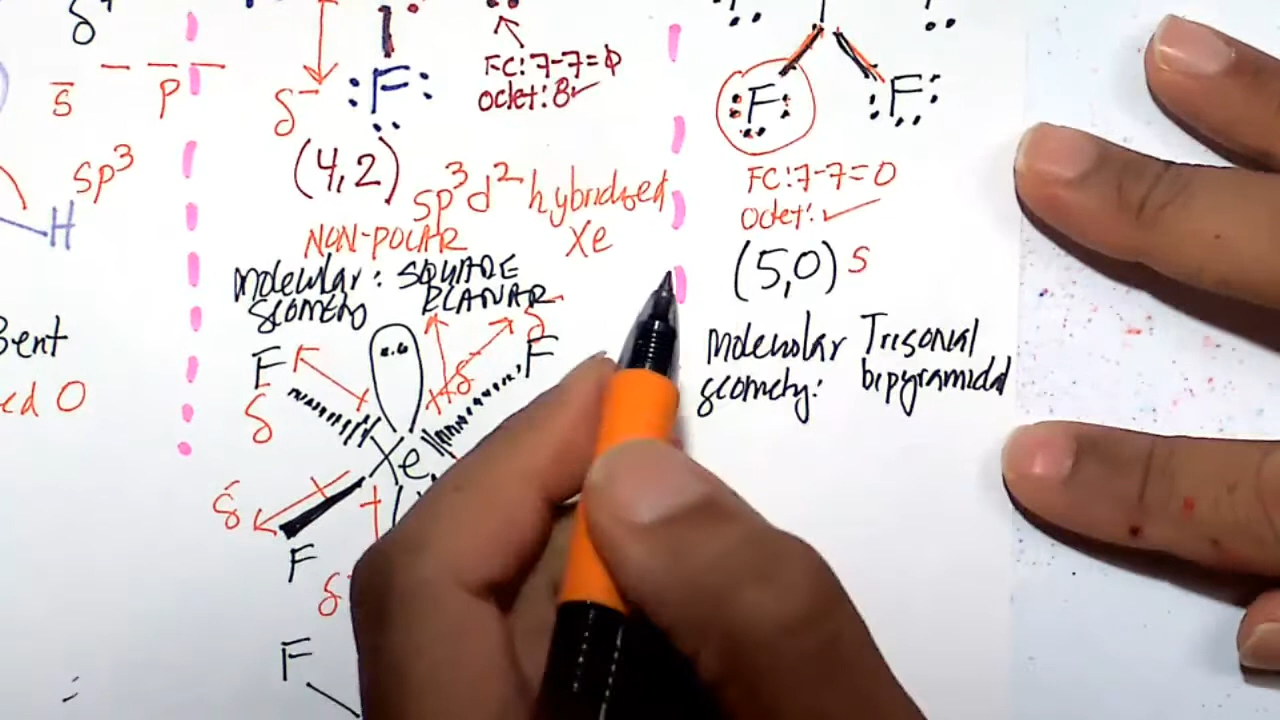 δ⁺
s̄ p
sp³
H
Bent
ed O
:F:
δ⁻
FC: 7-7=0
octet: 8✓
(4,2)
sp³d² hybridized
Xe
NON-POLAR
molecular: SQUARE
geometry PLANAR
F
δ
δ
F
δ
Xe
δ
F
δ
F
:F:
:F:
FC: 7-7=0
Octet: ✓
(5,0) S
molecular Trigonal
geometry: bipyramidal